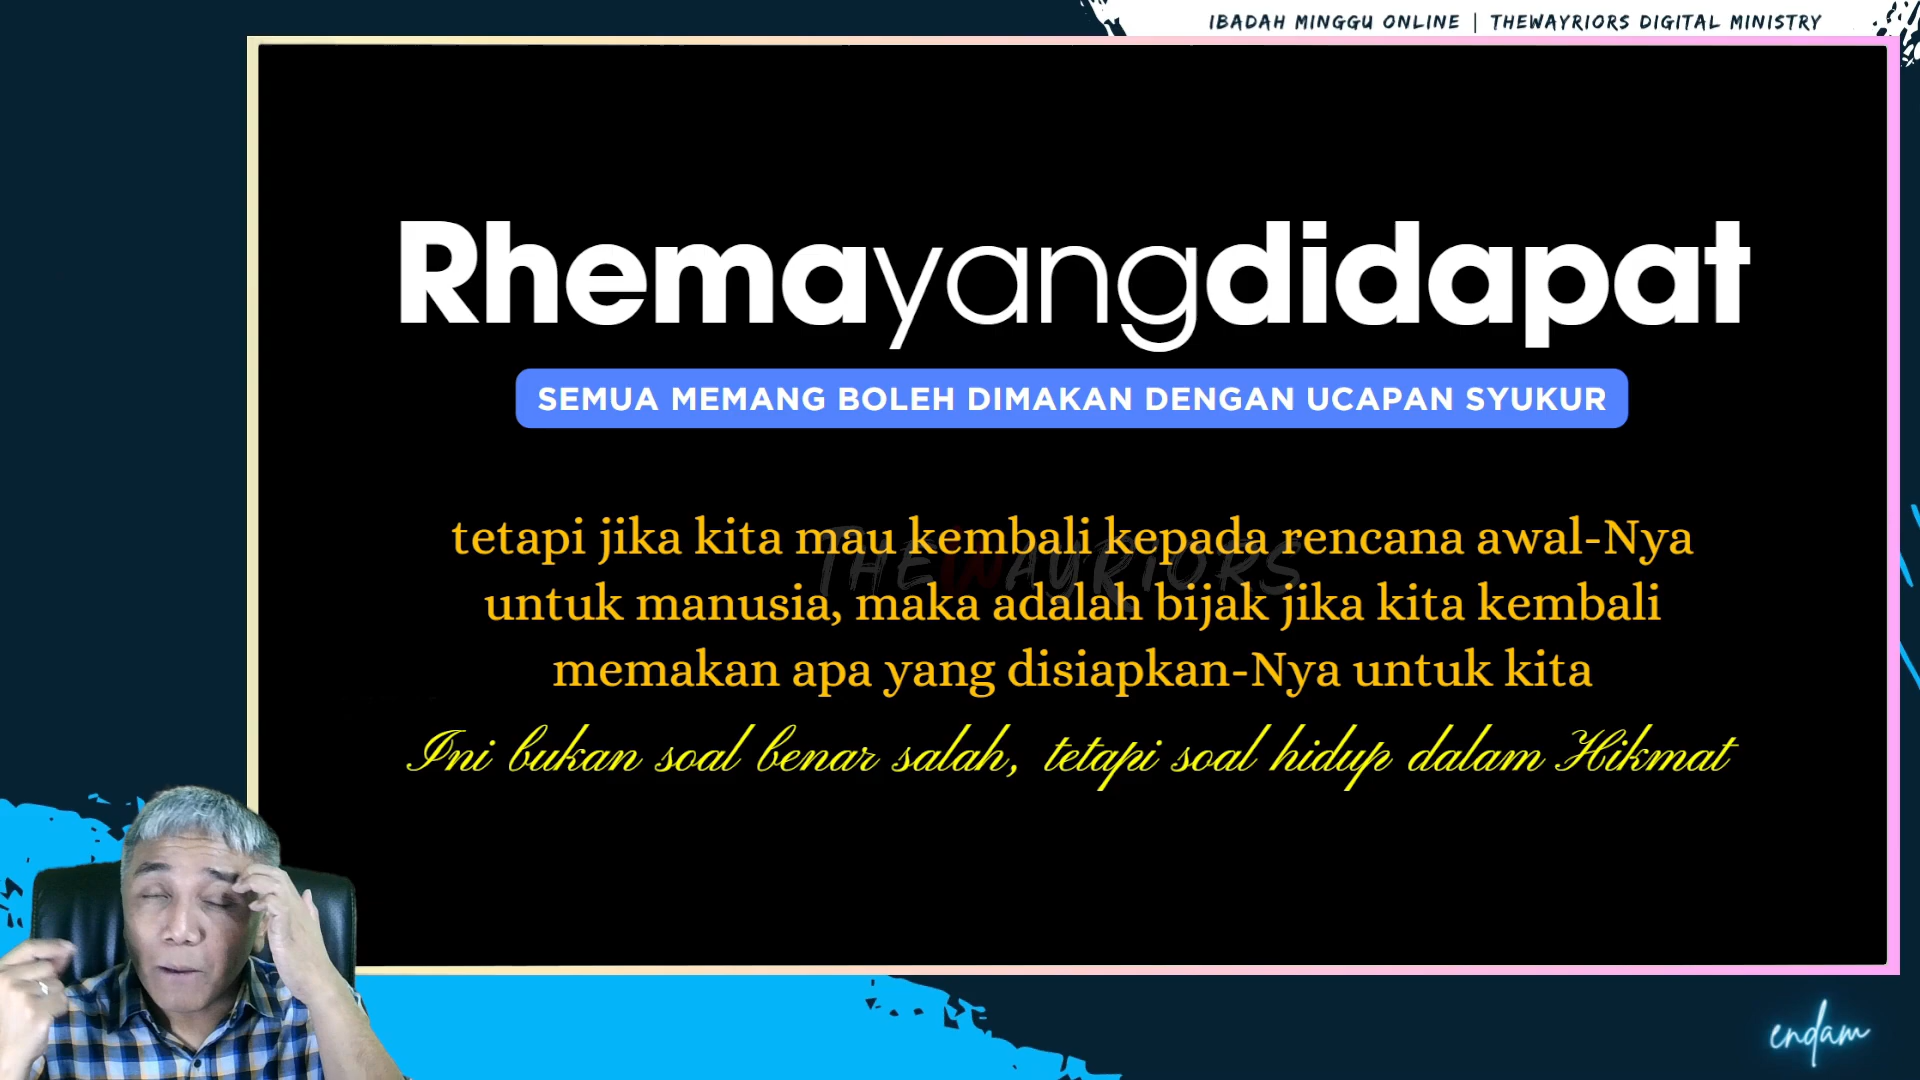 IBADAH MINGGU ONLINE | THEWAYRIORS DIGITAL MINISTRY
Rhemayangdidapat
SEMUA MEMANG BOLEH DIMAKAN DENGAN UCAPAN SYUKUR
tetapi jika kita mau kembali kepada rencana awal-Nya
THEWAYRIORS
untuk manusia, maka adalah bijak jika kita kembali
memakan apa yang disiapkan-Nya untuk kita
Ini bukan soal benar salah, tetapi soal hidup dalam Hikmat
endam